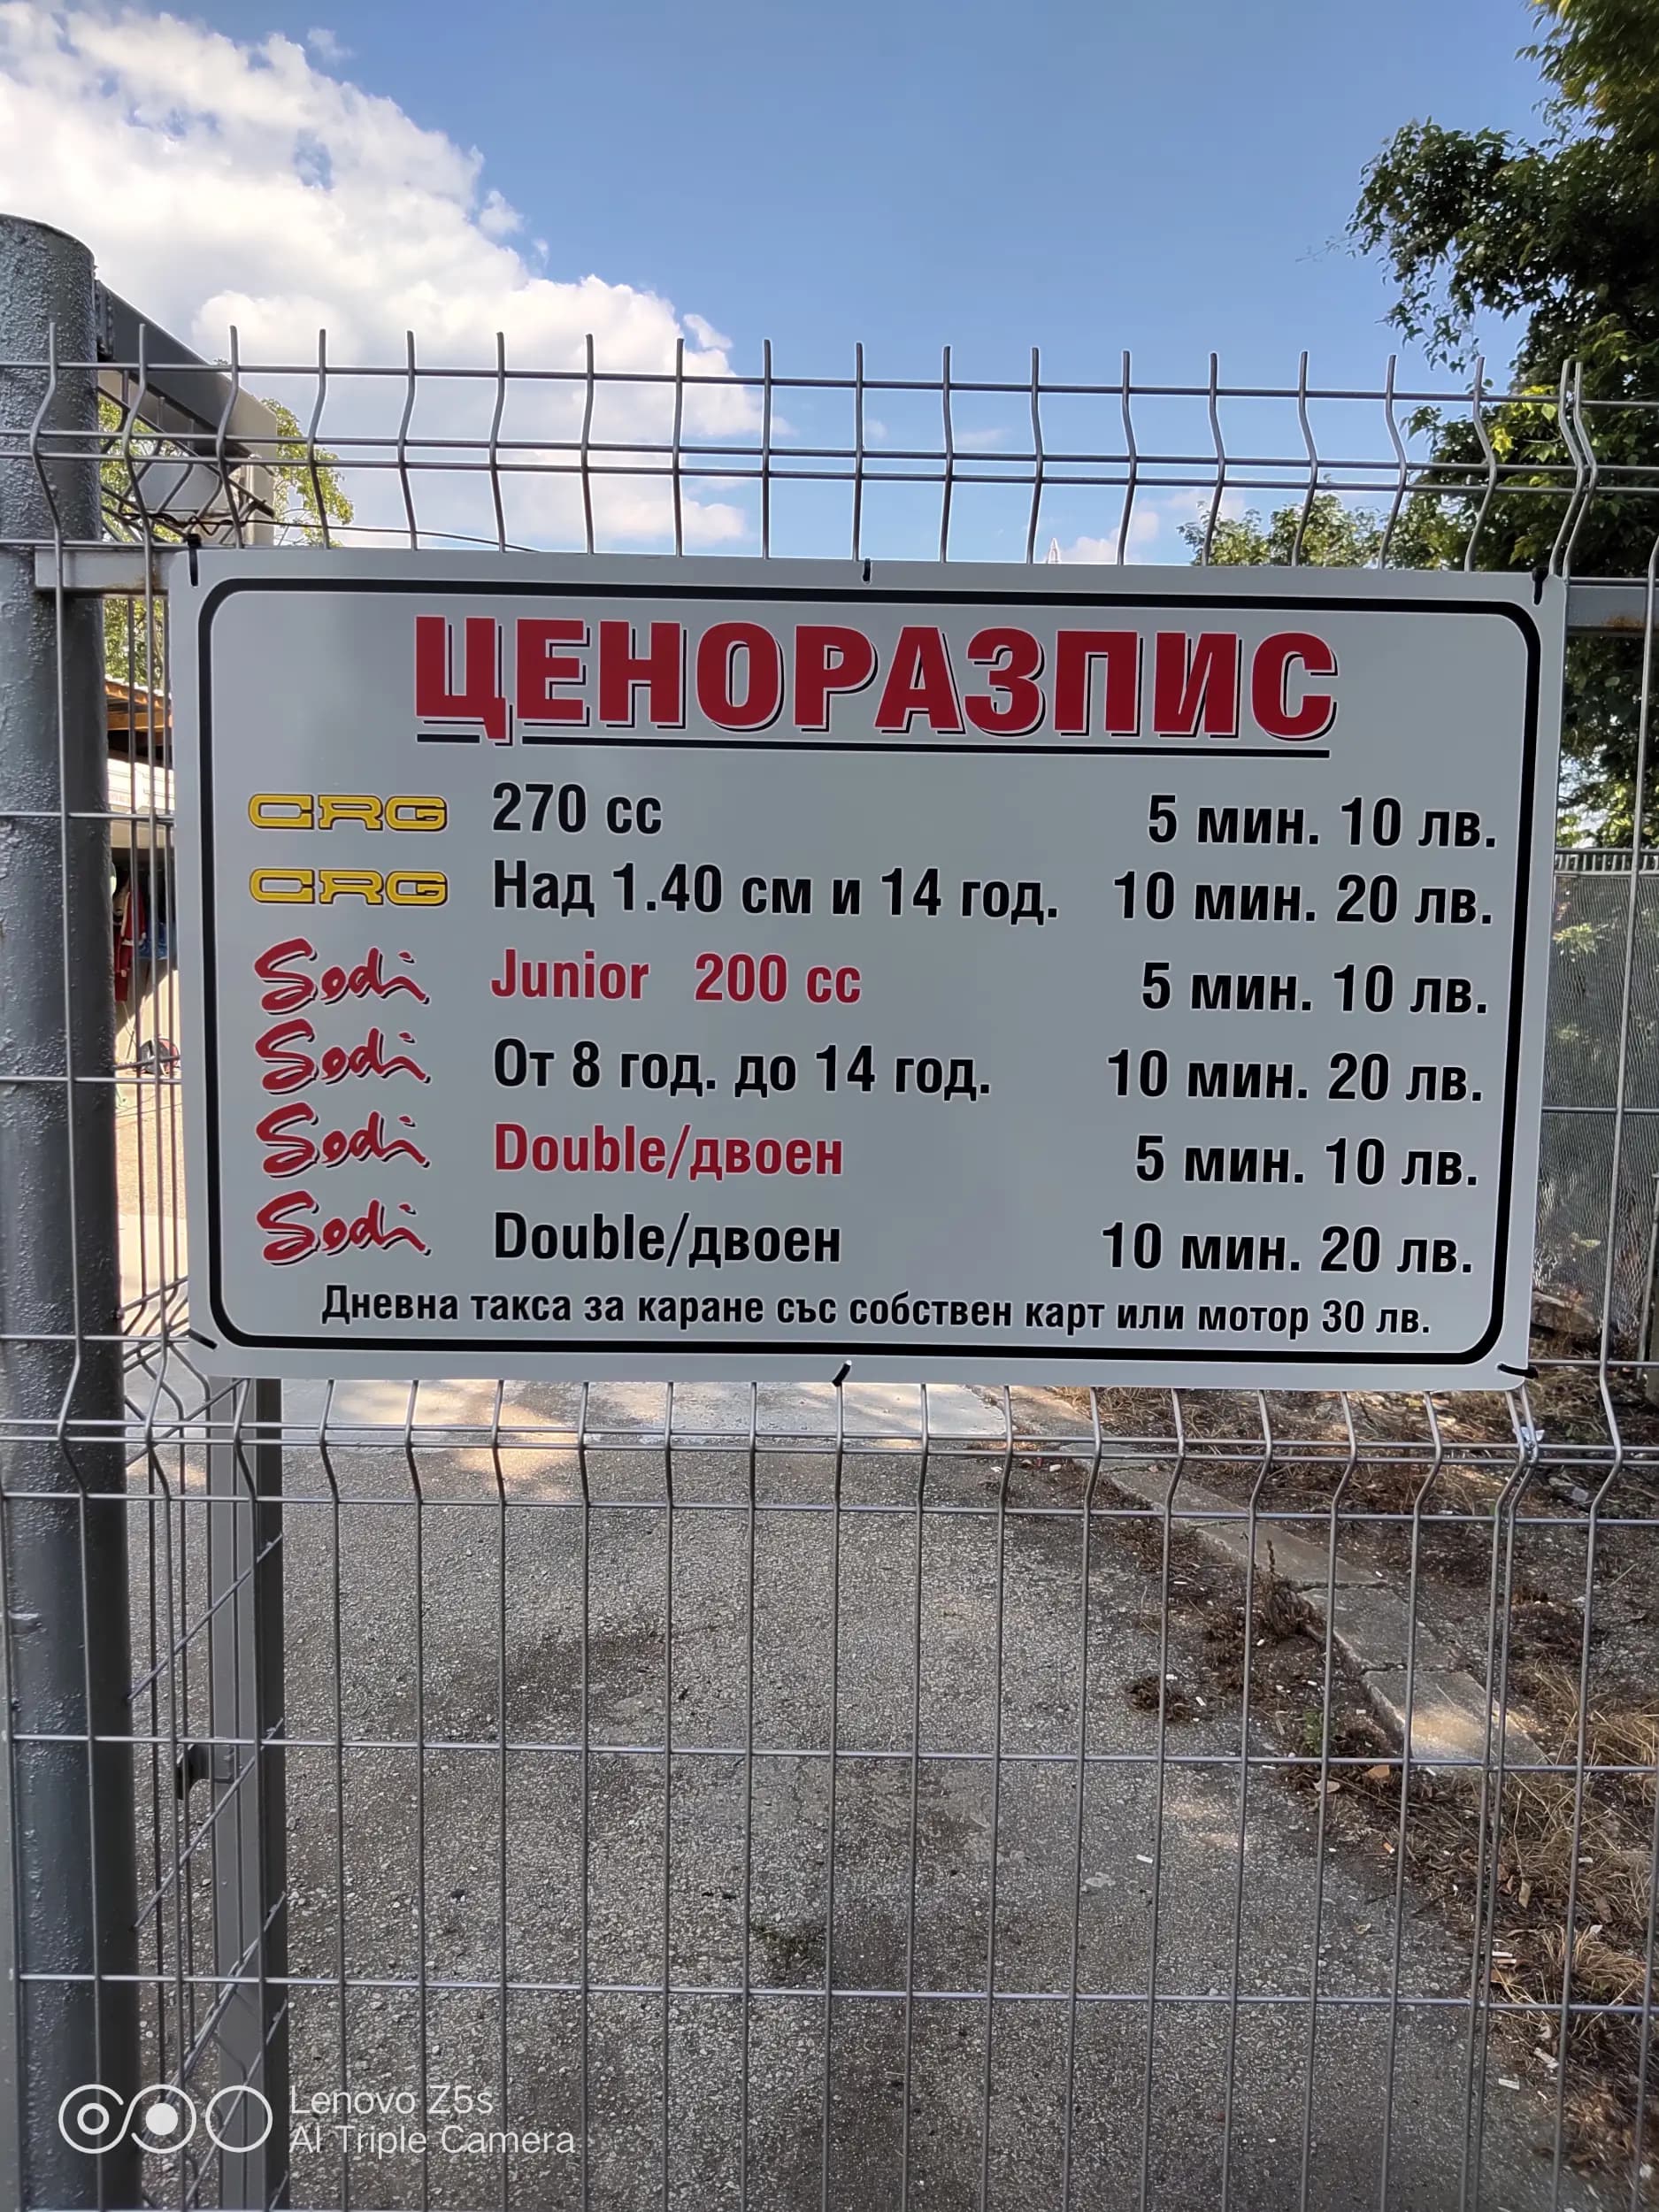 ЦЕНОРАЗПИС
CRG 270 cc 5 мин. 10 лв.
CRG Над 1.40 см и 14 год. 10 мин. 20 лв.
Sodi Junior 200 cc 5 мин. 10 лв.
Sodi От 8 год. до 14 год. 10 мин. 20 лв.
Sodi Double/двоен 5 мин. 10 лв.
Sodi Double/двоен 10 мин. 20 лв.
Дневна такса за каране със собствен карт или мотор 30 лв.
Lenovo Z5s
AI Triple Camera